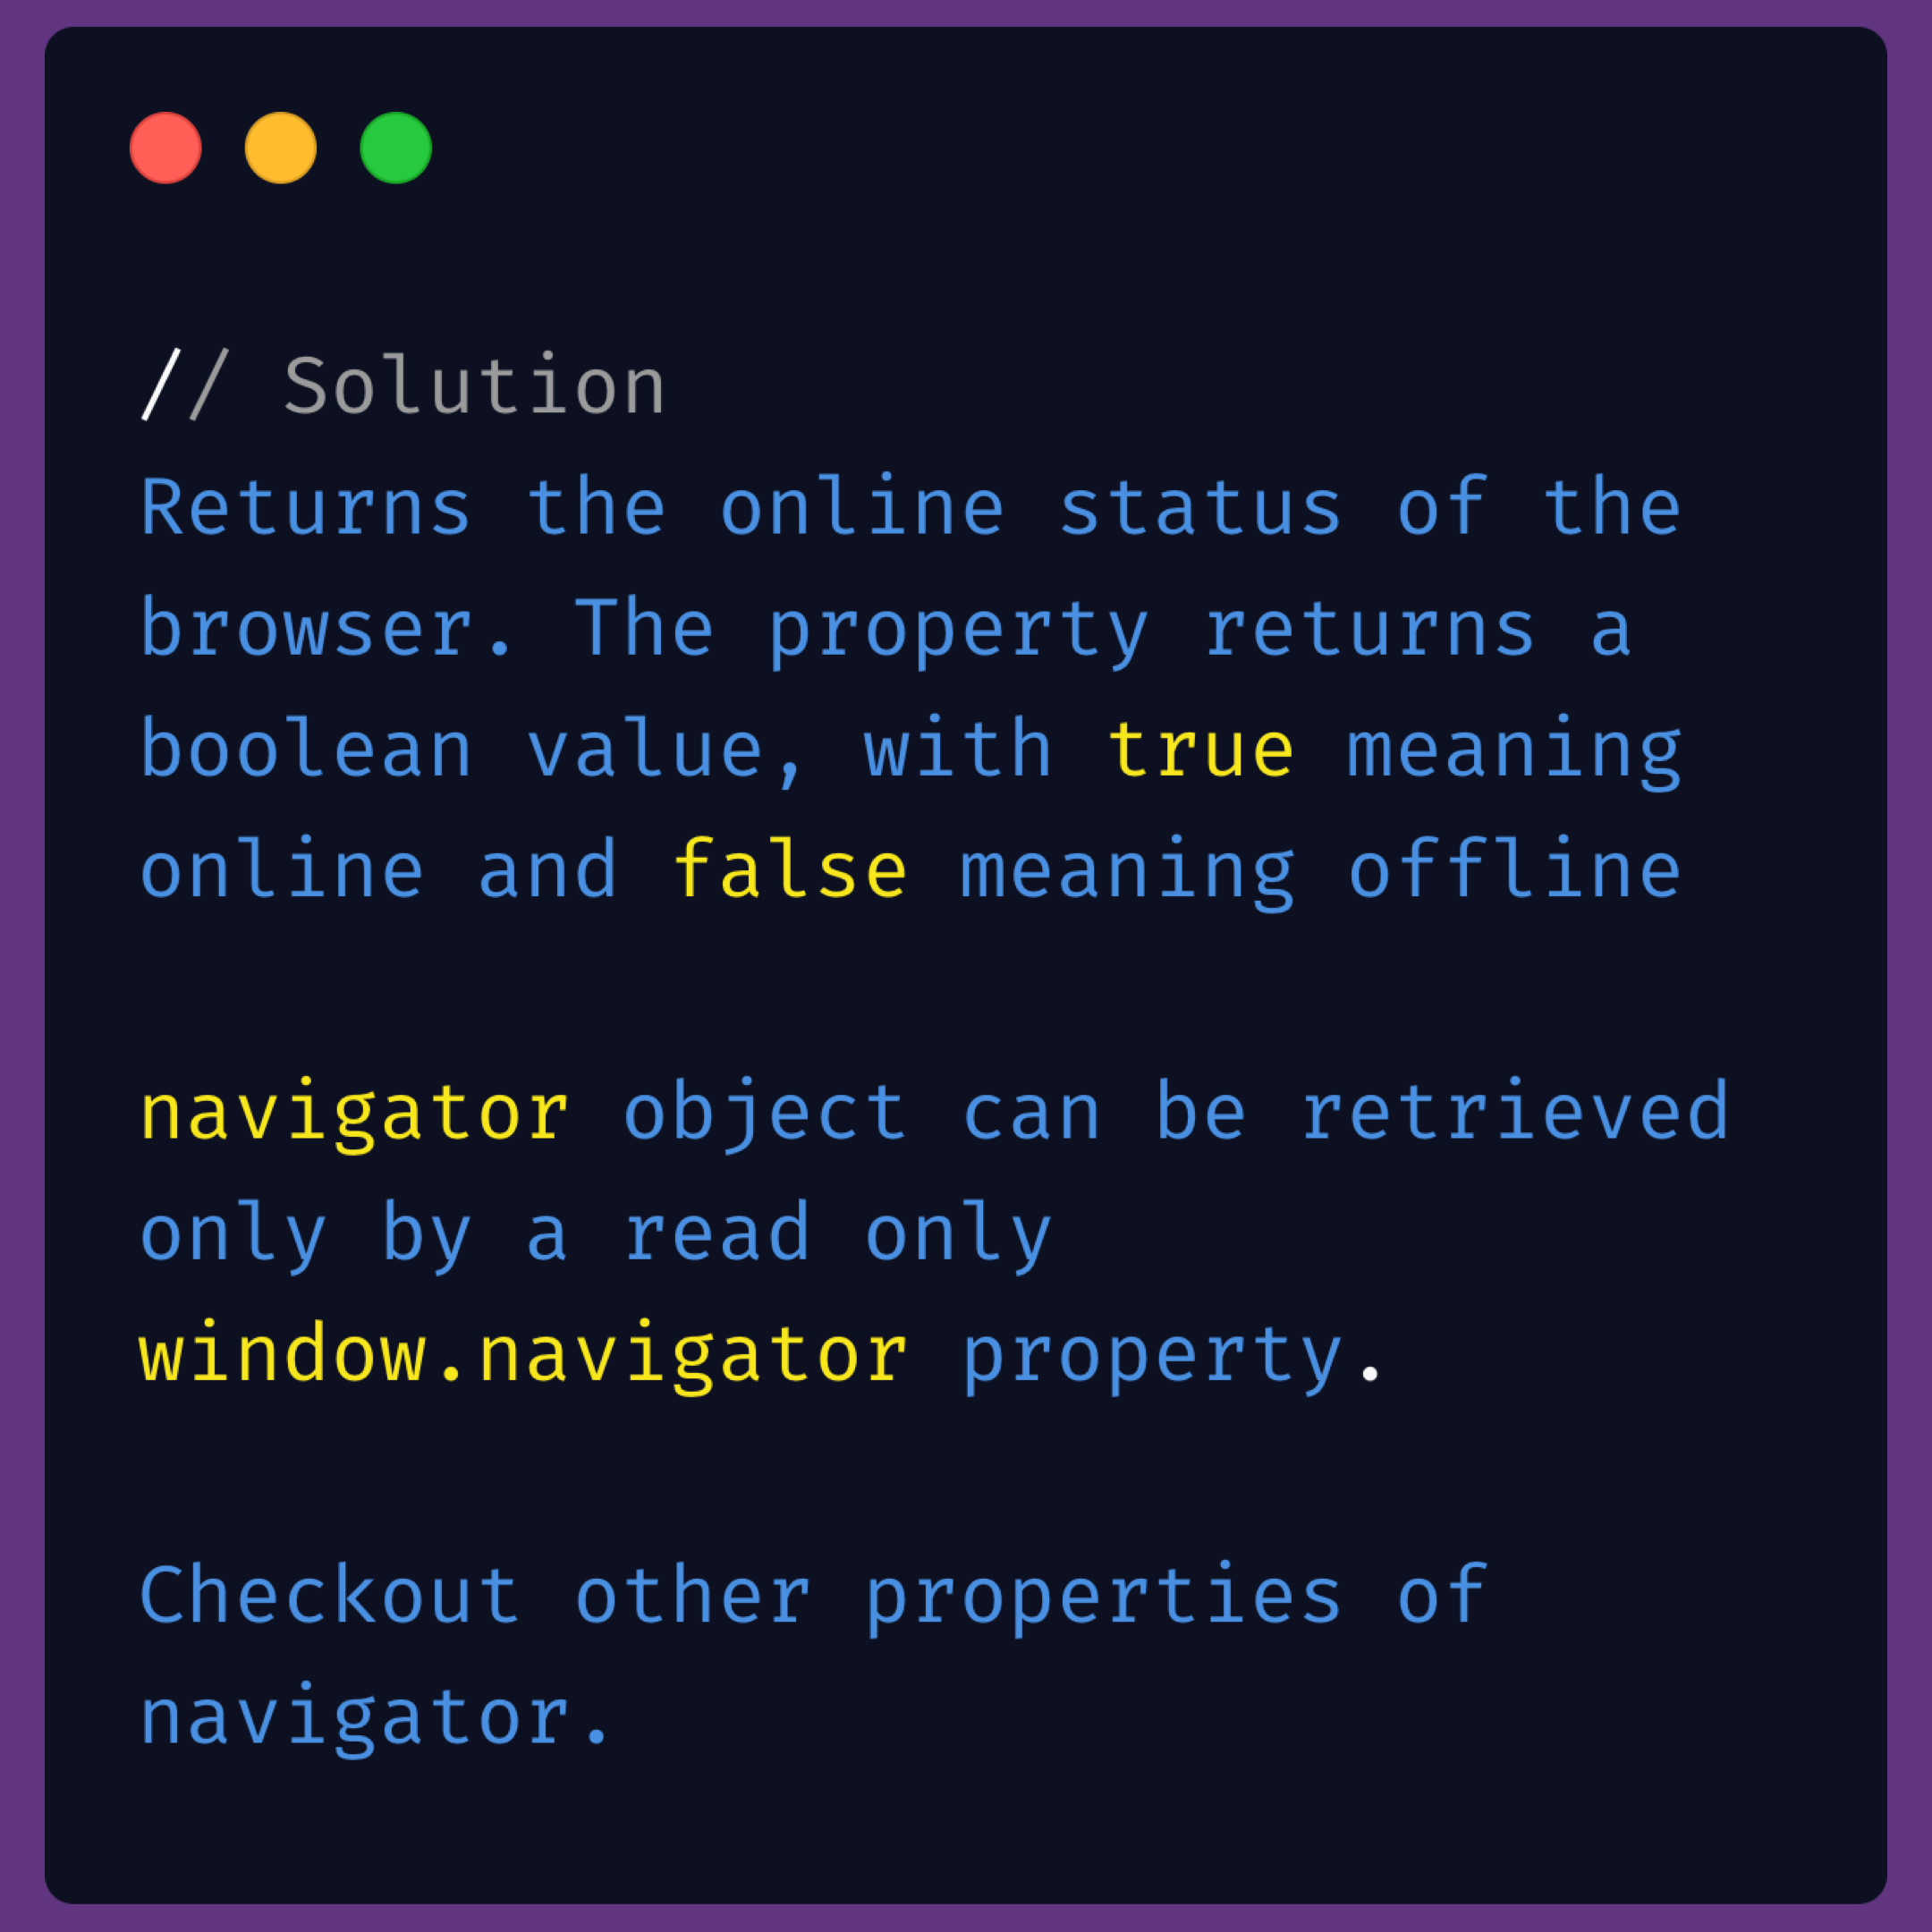 // Solution
Returns the online status of the
browser. The property returns a
boolean value, with true meaning
online and false meaning offline
navigator object can be retrieved
only by a read only
window.navigator property.
Checkout other properties of
navigator.